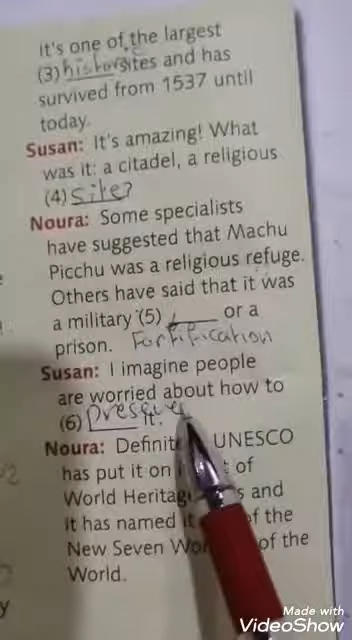 it's one of the largest
(3) historic sites and has
survived from 1537 until
today.
Susan: It's amazing! What
was it: a citadel, a religious
(4) site?
Noura: Some specialists
have suggested that Machu
Picchu was a religious refuge.
Others have said that it was
a military (5) ____ or a
prison. Fortification
Susan: I imagine people
are worried about how to
(6) preserve it.
Noura: UNESCO
has put it on of
World and
it has named it of the
New Seven of the
World.
Made with
VideoShow